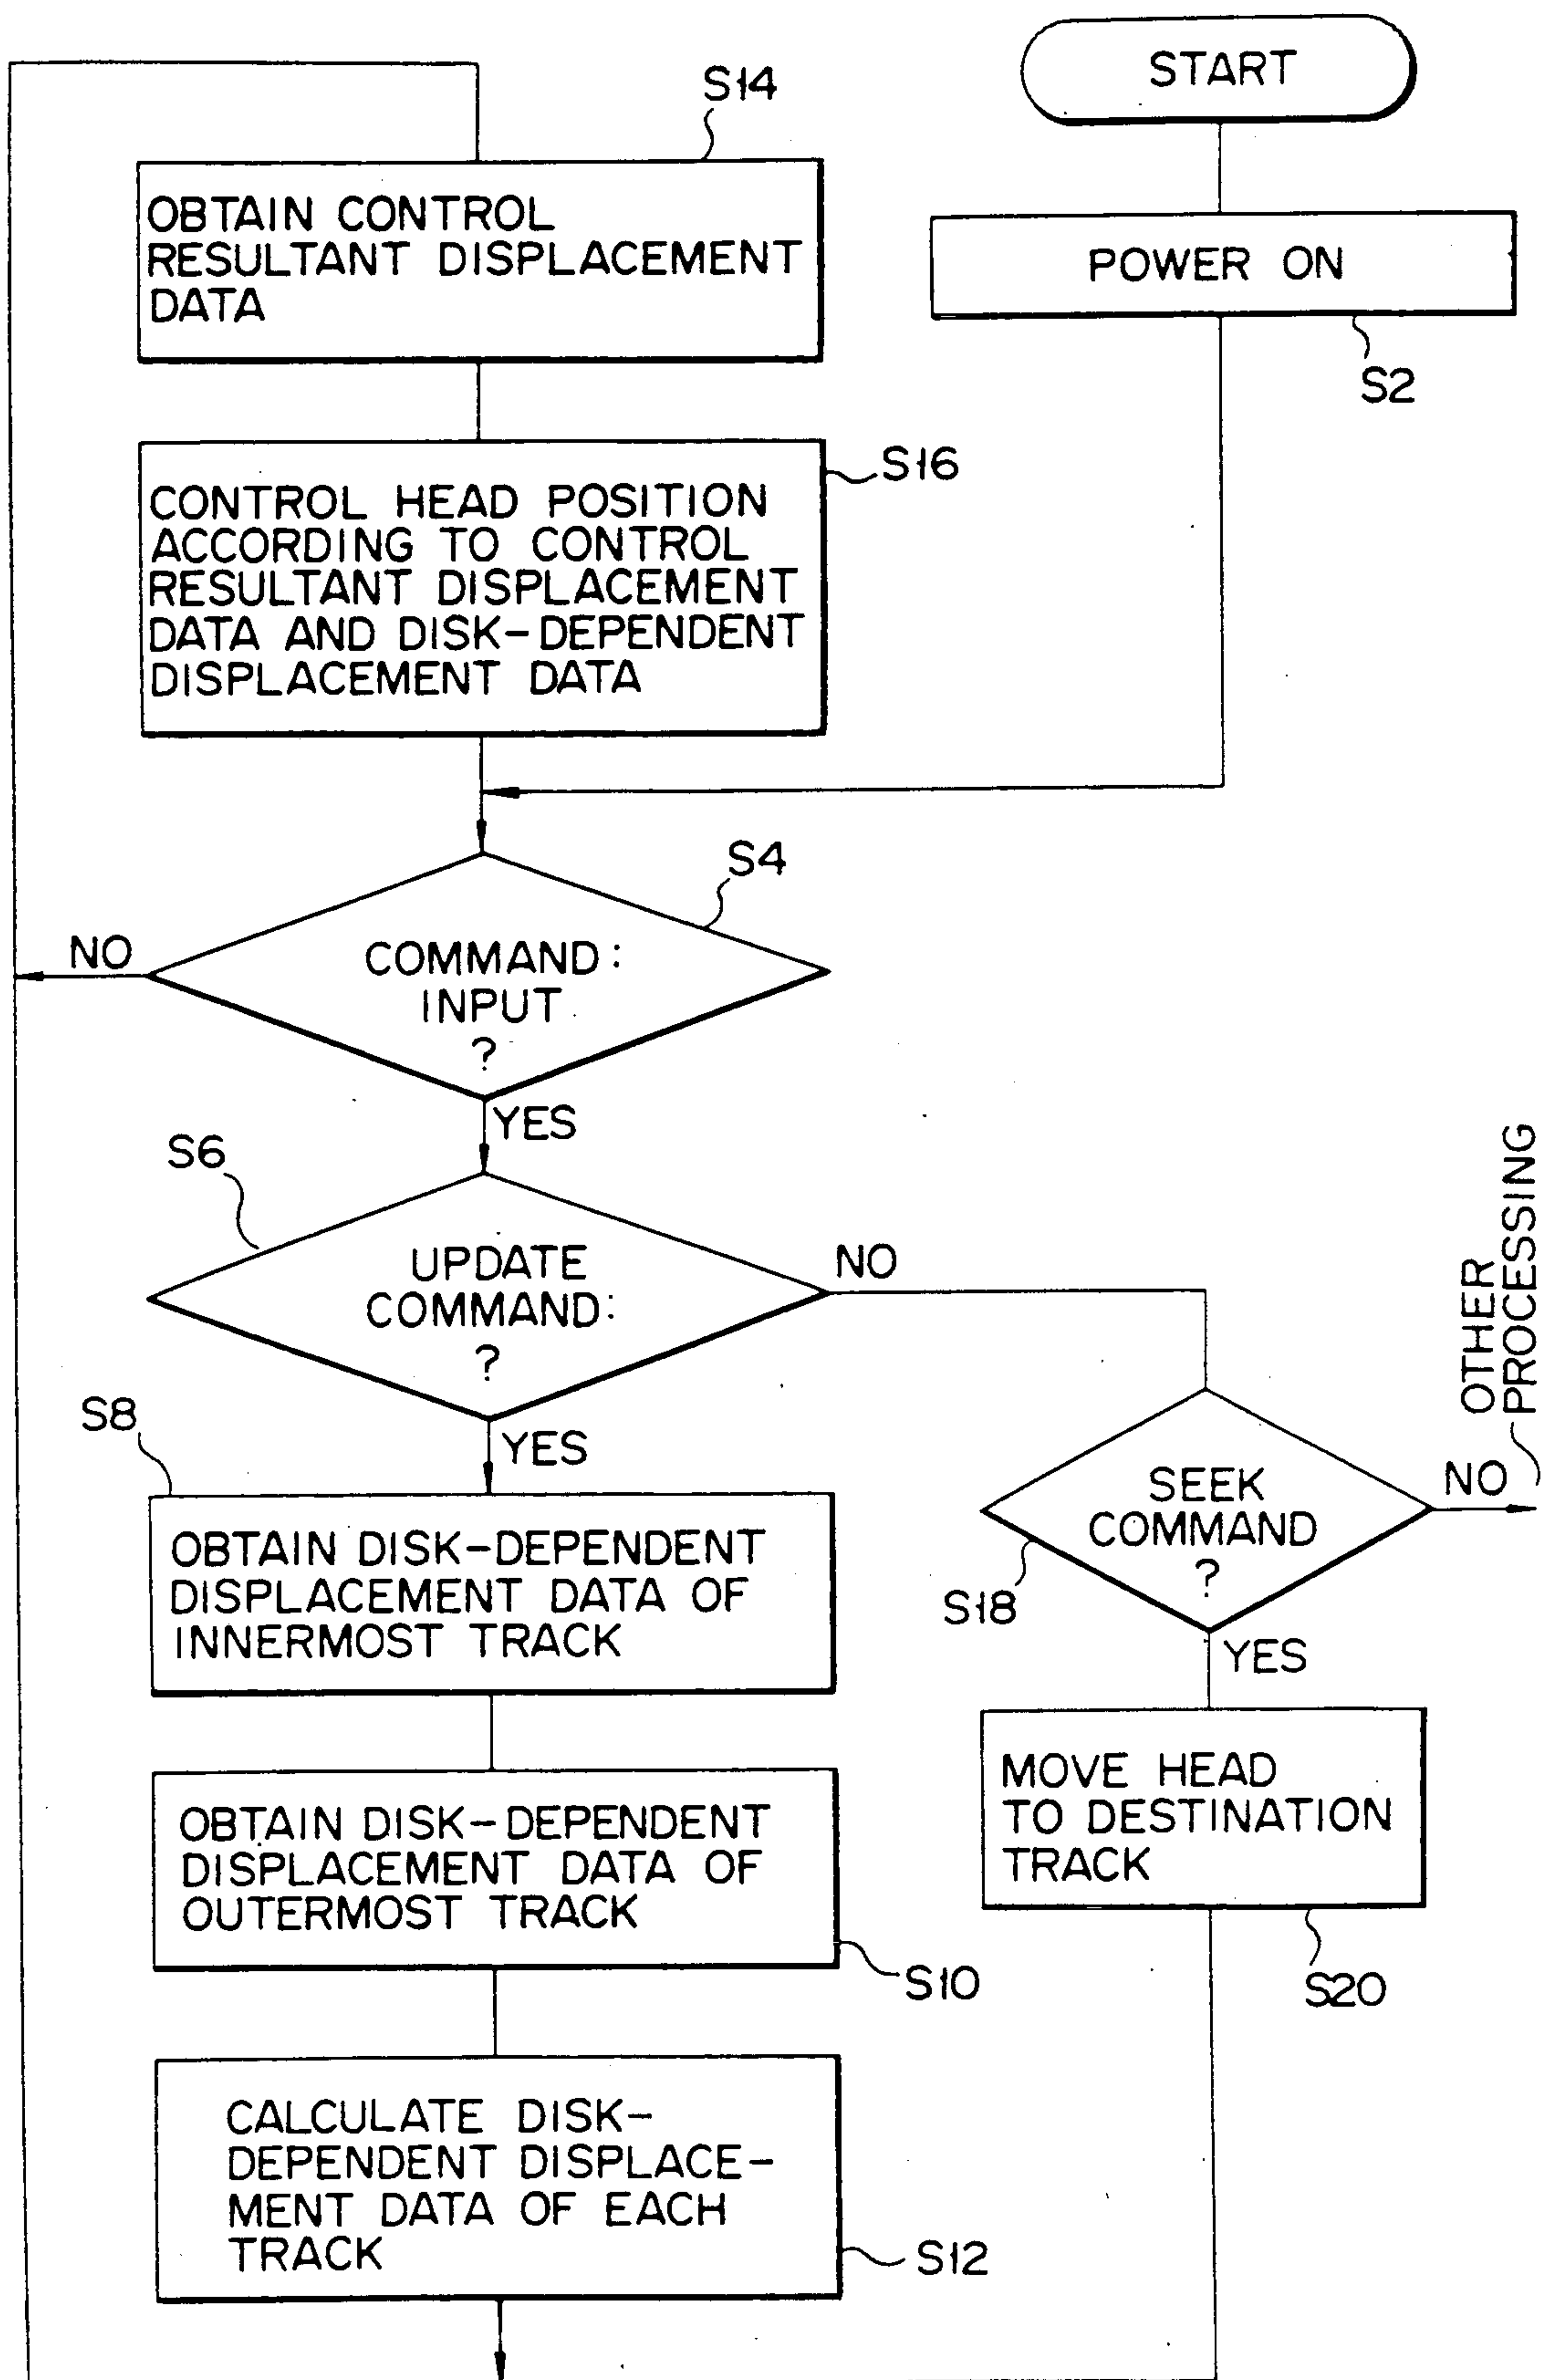 START
POWER ON
S2
S14
OBTAIN CONTROL
RESULTANT DISPLACEMENT
DATA
S16
CONTROL HEAD POSITION
ACCORDING TO CONTROL
RESULTANT DISPLACEMENT
DATA AND DISK-DEPENDENT
DISPLACEMENT DATA
S4
NO
COMMAND:
INPUT
?
YES
S6
UPDATE
COMMAND:
?
NO
YES
OTHER
PROCESSING
SEEK
COMMAND
?
NO
S18
YES
S8
OBTAIN DISK-DEPENDENT
DISPLACEMENT DATA OF
INNERMOST TRACK
MOVE HEAD
TO DESTINATION
TRACK
S20
OBTAIN DISK-DEPENDENT
DISPLACEMENT DATA OF
OUTERMOST TRACK
S10
CALCULATE DISK-
DEPENDENT DISPLACE-
MENT DATA OF EACH
TRACK
S12